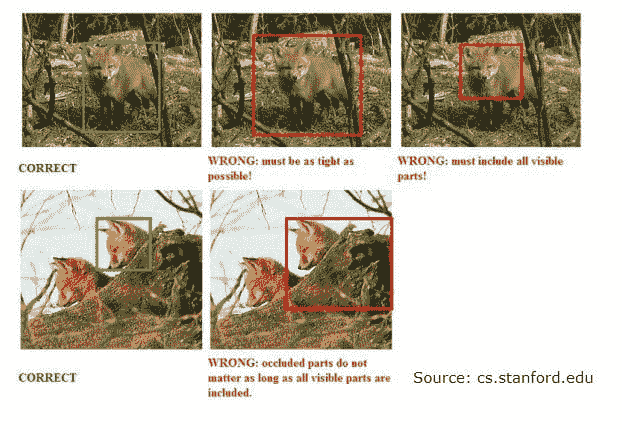 CORRECT
WRONG: must be as tight as
possible!
WRONG: must include all visible
parts!
CORRECT
WRONG: occluded parts do not
matter as long as all visible parts are
included.
Source: cs.stanford.edu